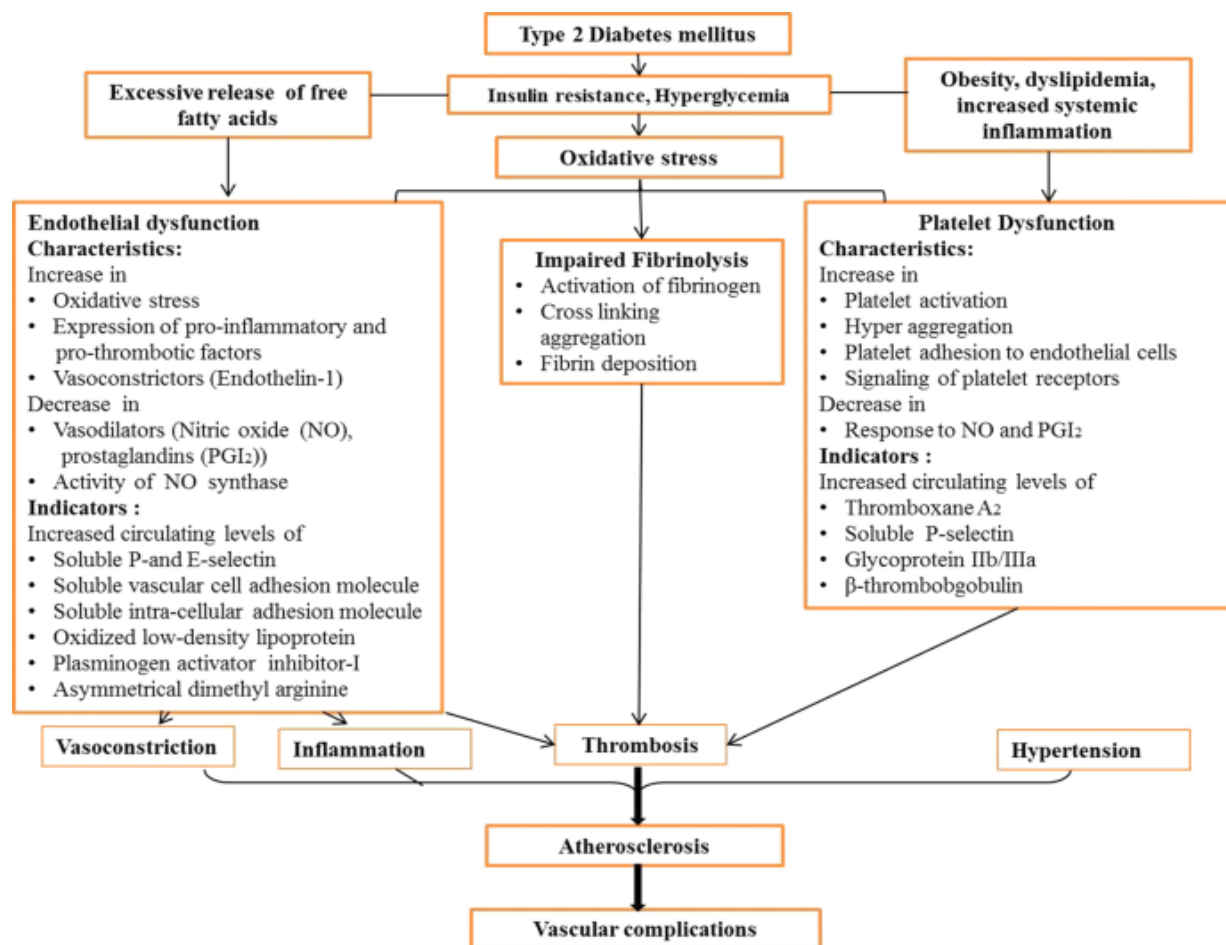 Type 2 Diabetes mellitus
Excessive release of free
fatty acids
Insulin resistance, Hyperglycemia
Obesity, dyslipidemia,
increased systemic
inflammation
Oxidative stress
Endothelial dysfunction
Characteristics:
Increase in
• Oxidative stress
• Expression of pro-inflammatory and
pro-thrombotic factors
• Vasoconstrictors (Endothelin-1)
Decrease in
• Vasodilators (Nitric oxide (NO),
prostaglandins (PGI₂))
• Activity of NO synthase
Indicators :
Increased circulating levels of
• Soluble P-and E-selectin
• Soluble vascular cell adhesion molecule
• Soluble intra-cellular adhesion molecule
• Oxidized low-density lipoprotein
• Plasminogen activator inhibitor-I
• Asymmetrical dimethyl arginine
Impaired Fibrinolysis
• Activation of fibrinogen
• Cross linking
aggregation
• Fibrin deposition
Platelet Dysfunction
Characteristics:
Increase in
• Platelet activation
• Hyper aggregation
• Platelet adhesion to endothelial cells
• Signaling of platelet receptors
Decrease in
• Response to NO and PGI₂
Indicators :
Increased circulating levels of
• Thromboxane A₂
• Soluble P-selectin
• Glycoprotein IIb/IIIa
• β-thrombobgobulin
Vasoconstriction
Inflammation
Thrombosis
Hypertension
Atherosclerosis
Vascular complications